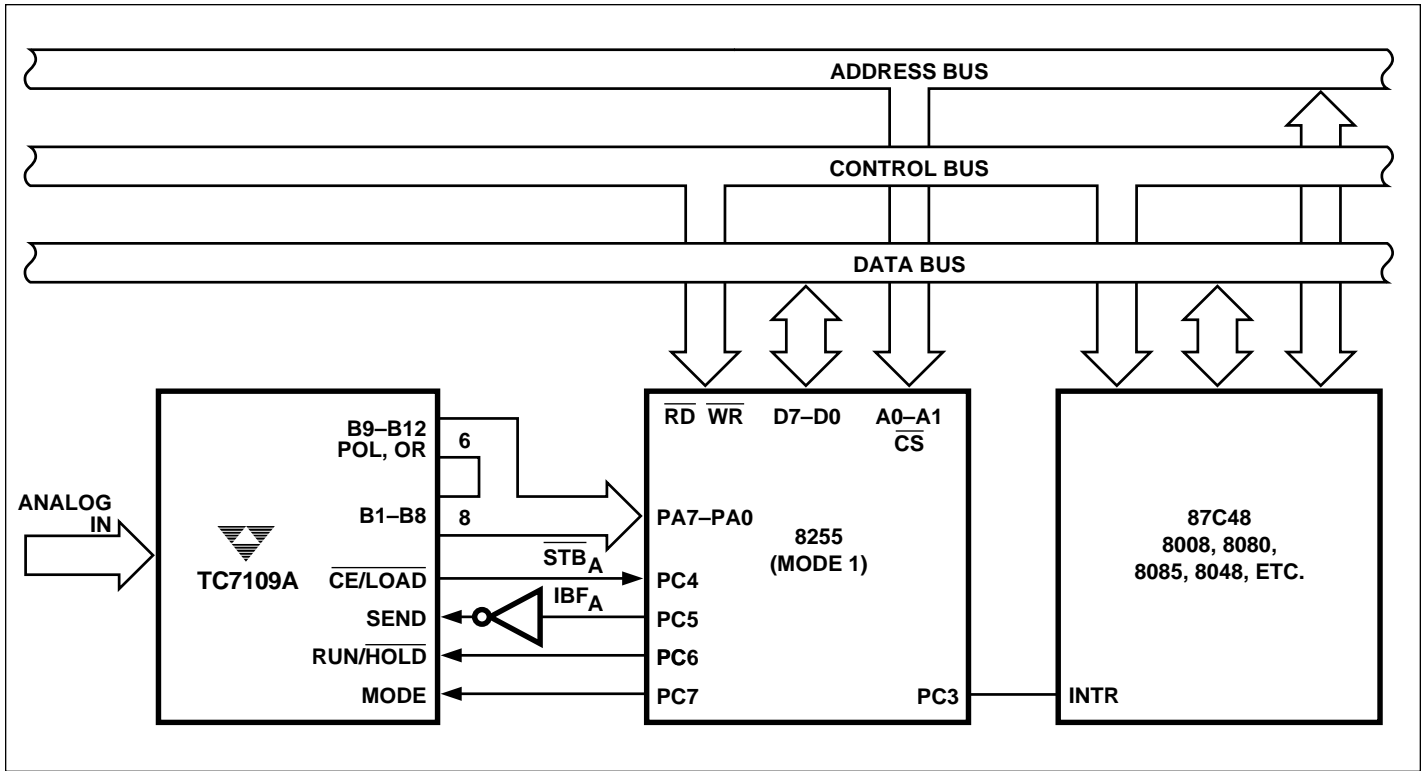 ADDRESS BUS
CONTROL BUS
DATA BUS
ANALOG
IN
TC7109A
B9–B12
POL, OR
6
B1–B8
8
CE/LOAD
SEND
RUN/HOLD
MODE
STBA
IBFA
RD WR
D7–D0
A0–A1
CS
PA7–PA0
8255
(MODE 1)
PC4
PC5
PC6
PC7
PC3
87C48
8008, 8080,
8085, 8048, ETC.
INTR